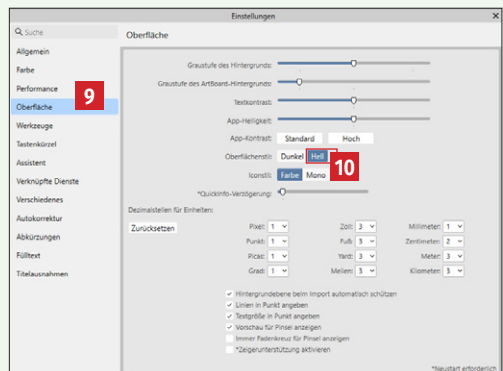 Einstellungen
Suche
Allgemein
Farbe
Performance
9
Oberfläche
Werkzeuge
Tastenkürzel
Assistent
Verknüpfte Dienste
Verschiedenes
Autokorrektur
Abkürzungen
Fülltext
Titelausnahmen
Oberfläche
Graustufe des Hintergrunds:
Graustufe des ArtBoard-Hintergrunds:
Textkontrast:
App-Helligkeit:
App-Kontrast: Standard Hoch
Oberflächenstil: Dunkel Hell
10
Iconstil: Farbe Mono
*QuickInfo-Verzögerung:
Dezimalstellen für Einheiten:
Zurücksetzen
Pixel: 1 Zoll: 3 Millimeter: 1
Punkt: 1 Fuß: 3 Zentimeter: 2
Picas: 1 Yard: 3 Meter: 3
Grad: 1 Meilen: 3 Kilometer: 3
Hintergrundebene beim Import automatisch schützen
Linien in Punkt angeben
Textgröße in Punkt angeben
Vorschau für Pinsel anzeigen
Immer Fadenkreuz für Pinsel anzeigen
*Zeigerunterstützung aktivieren
*Neustart erforderlich